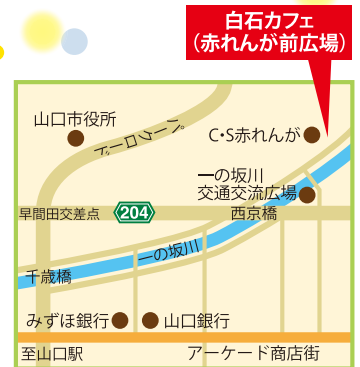 白石カフェ
（赤れんが前広場）
山口市役所
パークロード
C・S赤れんが
一の坂川
交通交流広場
早間田交差点
204
西京橋
一の坂川
千歳橋
みずほ銀行
山口銀行
至山口駅
アーケード商店街